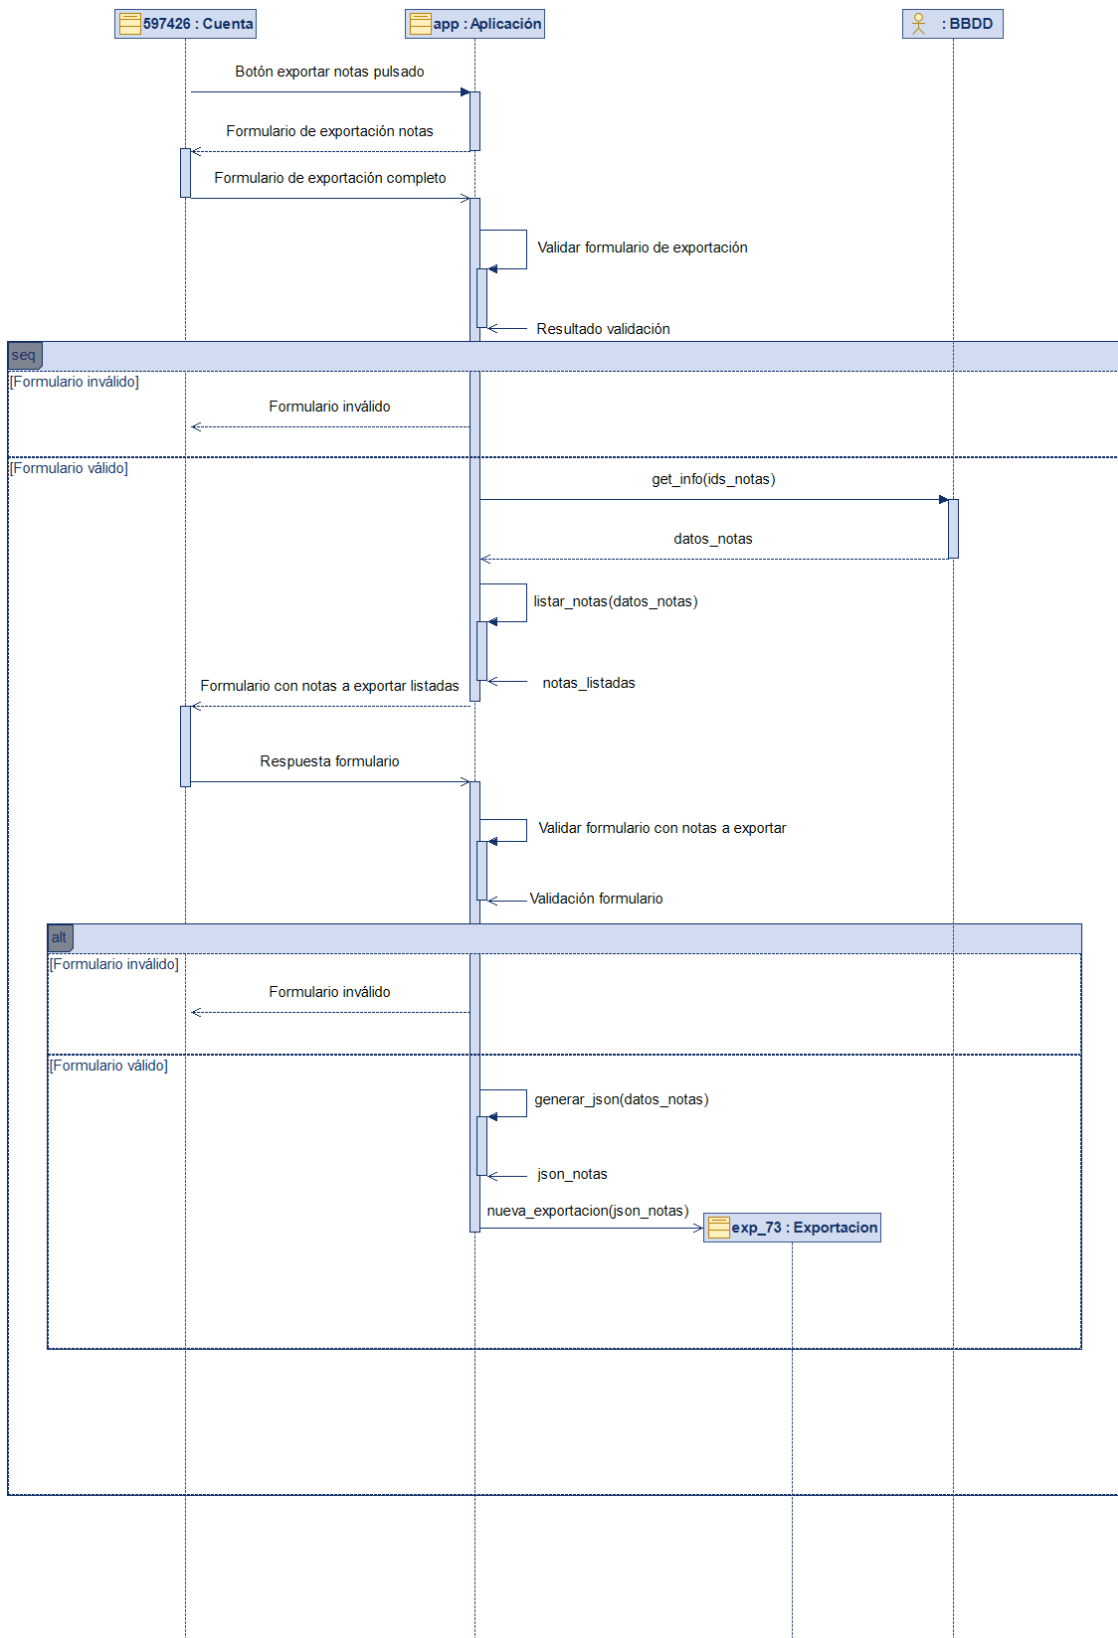 597426 : Cuenta
app : Aplicación
: BBDD
Botón exportar notas pulsado
Formulario de exportación notas
Formulario de exportación completo
Validar formulario de exportación
Resultado validación
seq
[Formulario inválido]
Formulario inválido
[Formulario válido]
get_info(ids_notas)
datos_notas
listar_notas(datos_notas)
notas_listadas
Formulario con notas a exportar listadas
Respuesta formulario
Validar formulario con notas a exportar
Validación formulario
alt
[Formulario inválido]
Formulario inválido
[Formulario válido]
generar_json(datos_notas)
json_notas
nueva_exportacion(json_notas)
exp_73 : Exportacion